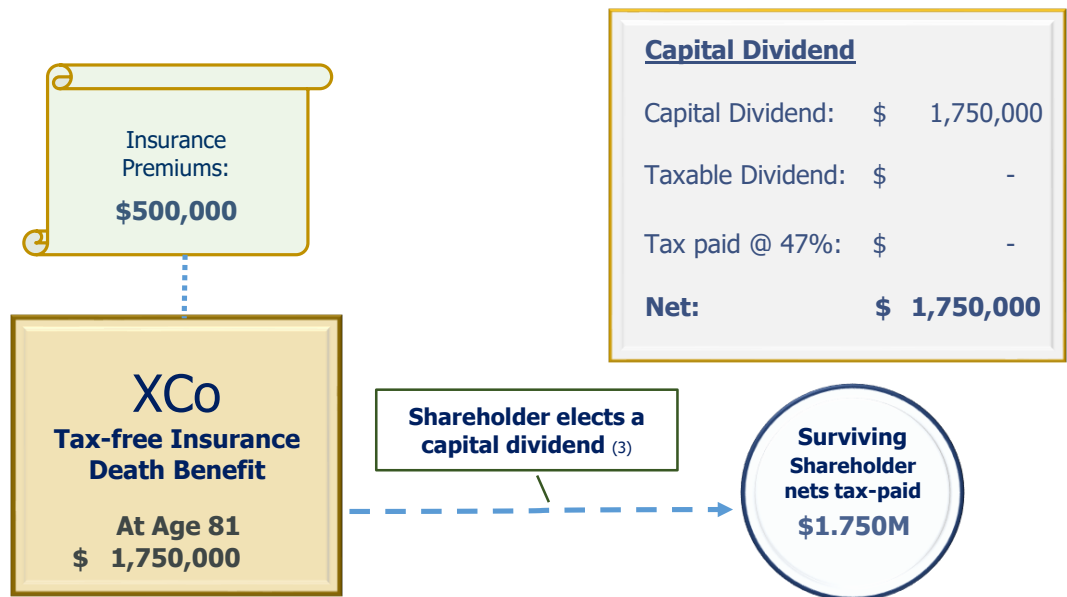 Capital Dividend
Capital Dividend: $ 1,750,000
Taxable Dividend: $ -
Tax paid @ 47%: $ -
Net: $ 1,750,000
Insurance
Premiums:
$500,000
XCo
Tax-free Insurance
Death Benefit
At Age 81
$ 1,750,000
Shareholder elects a
capital dividend (3)
Surviving
Shareholder
nets tax-paid
$1.750M